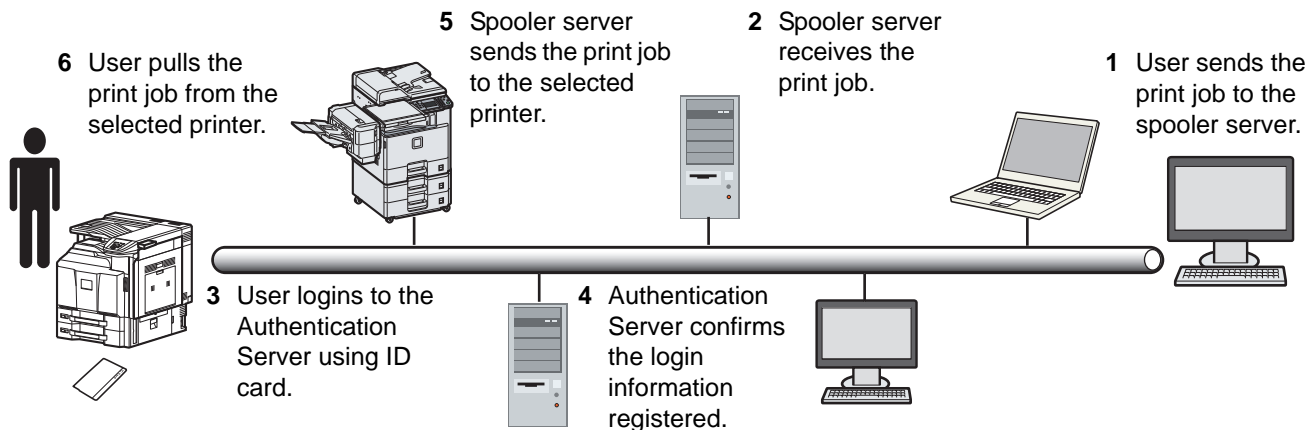 1 User sends the
print job to the
spooler server.
2 Spooler server
receives the
print job.
3 User logins to the
Authentication
Server using ID
card.
4 Authentication
Server confirms
the login
information
registered.
5 Spooler server
sends the print job
to the selected
printer.
6 User pulls the
print job from the
selected printer.